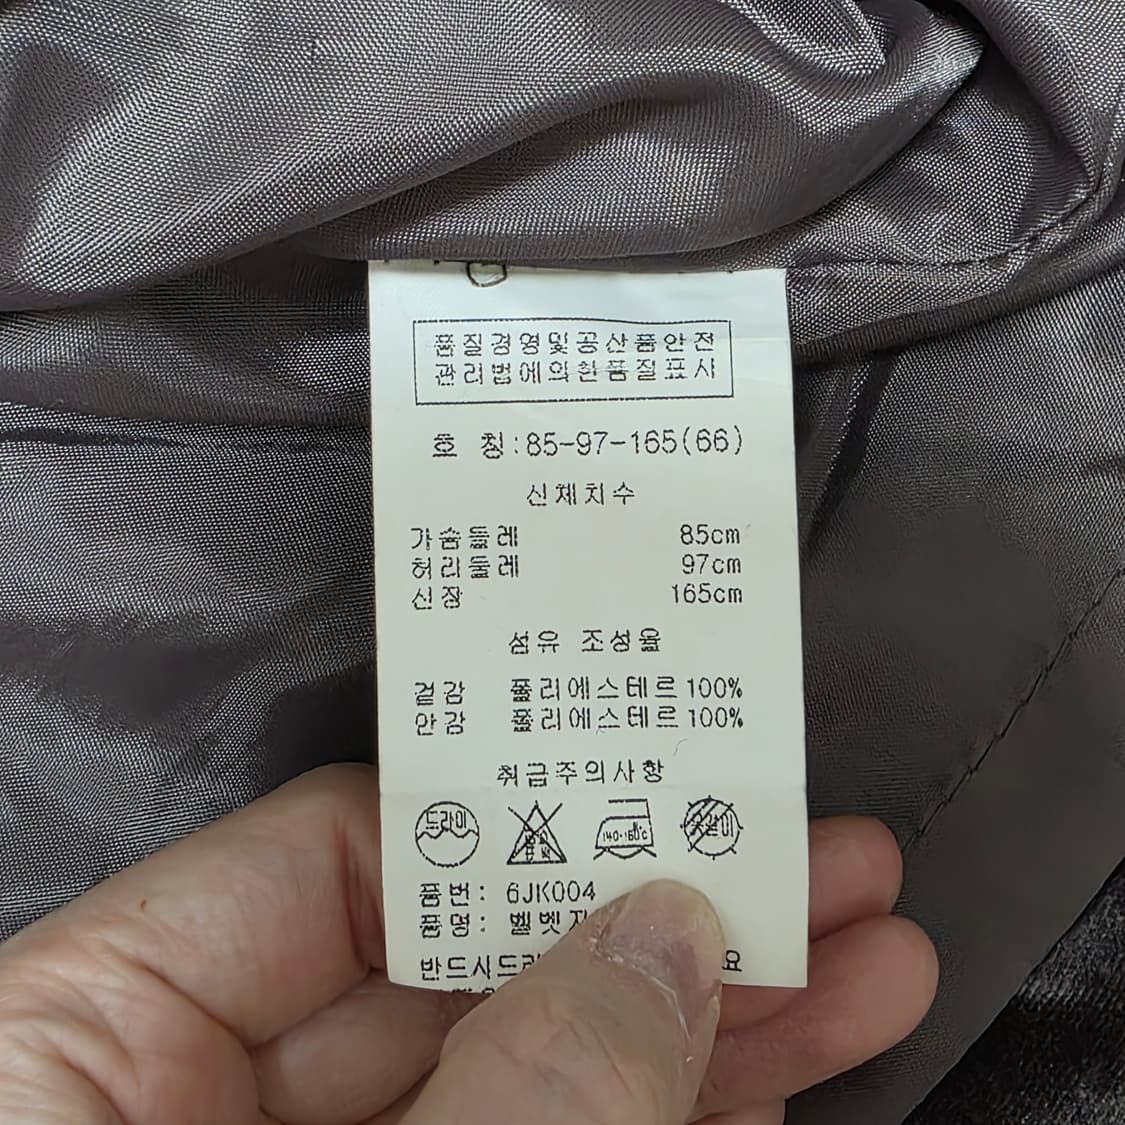 품질경영및공산품안전
관리법에의한품질표시
호 칭:85-97-165(66)
신체치수
가슴둘레 85cm
허리둘레 97cm
신장 165cm
섬유 조성율
겉감 폴리에스테르100%
안감 폴리에스테르100%
취급주의사항
드라이
140~160℃
품번: 6JK004
품명: 벨벳
반드시